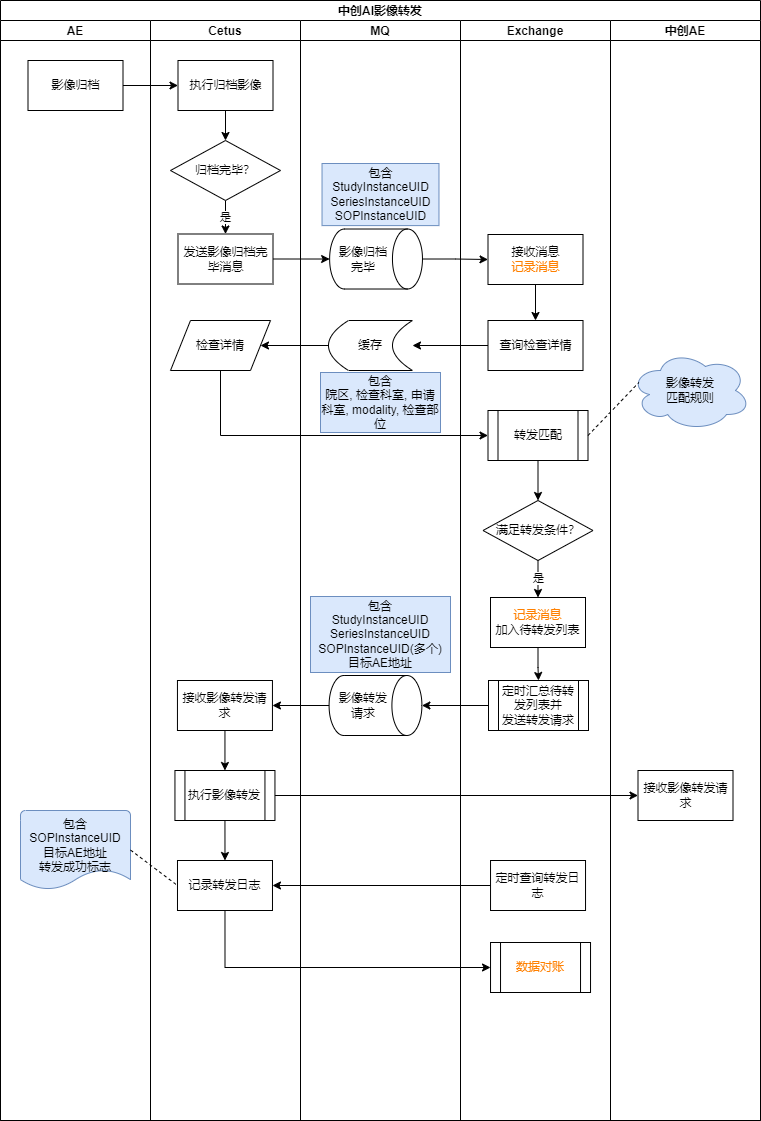 中创AI影像转发
AE
Cetus
MQ
Exchange
中创AE
影像归档
执行归档影像
归档完毕?
是
包含
StudyInstanceUID
SeriesInstanceUID
SOPInstanceUID
发送影像归档完
毕消息
影像归档
完毕
接收消息
记录消息
检查详情
缓存
查询检查详情
包含
院区, 检查科室, 申请
科室, modality, 检查部
位
影像转发
匹配规则
转发匹配
满足转发条件?
是
包含
StudyInstanceUID
SeriesInstanceUID
SOPInstanceUID(多个)
目标AE地址
记录消息
加入待转发列表
接收影像转发请
求
影像转发
请求
定时汇总待转
发列表并
发送转发请求
执行影像转发
接收影像转发请
求
包含
SOPInstanceUID
目标AE地址
转发成功标志
记录转发日志
定时查询转发日
志
数据对账